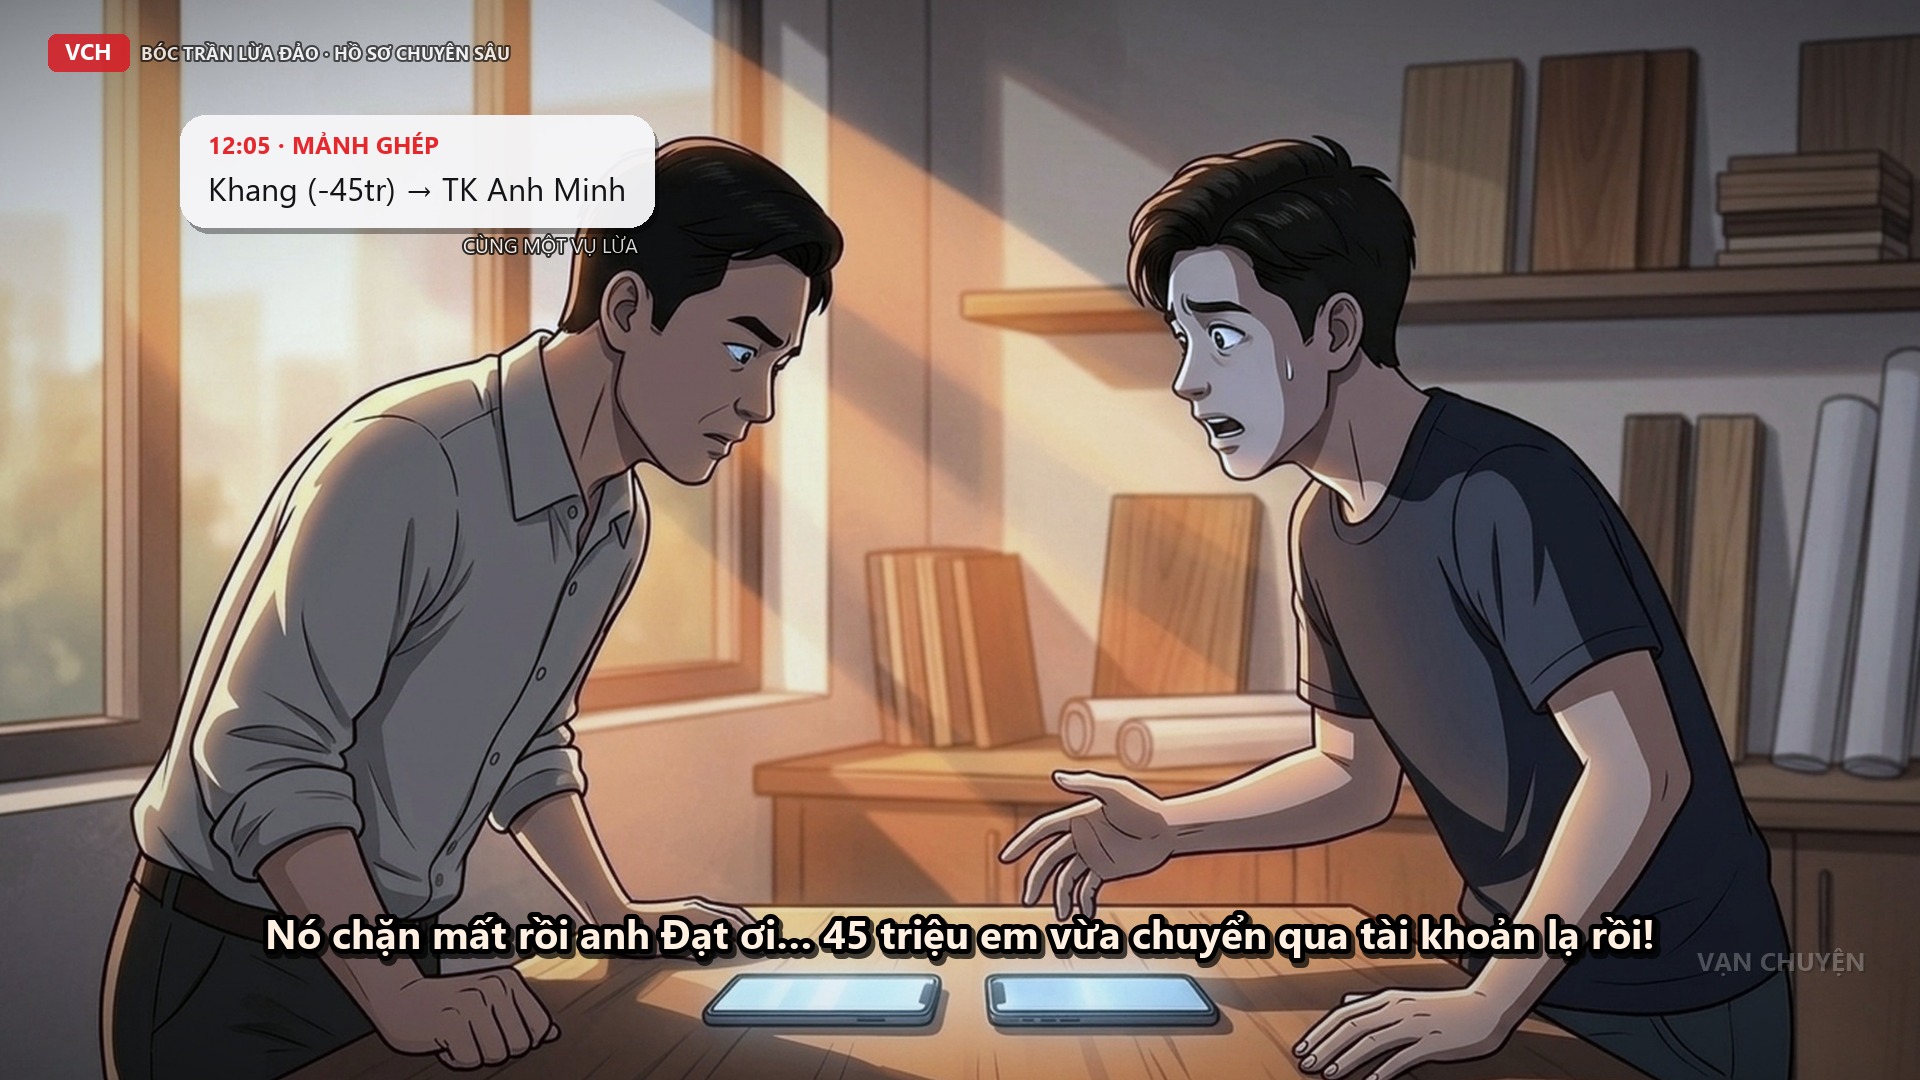 VCH BÓC TRẦN LỪA ĐẢO · HỒ SƠ CHUYÊN SÂU
12:05 · MẢNH GHÉP
Khang (-45tr) → TK Anh Minh
CÙNG MỘT VỤ LỪA
Nó chặn mất rồi anh Đạt ơi... 45 triệu em vừa chuyển qua tài khoản lạ rồi!
VẠN CHUYỆN